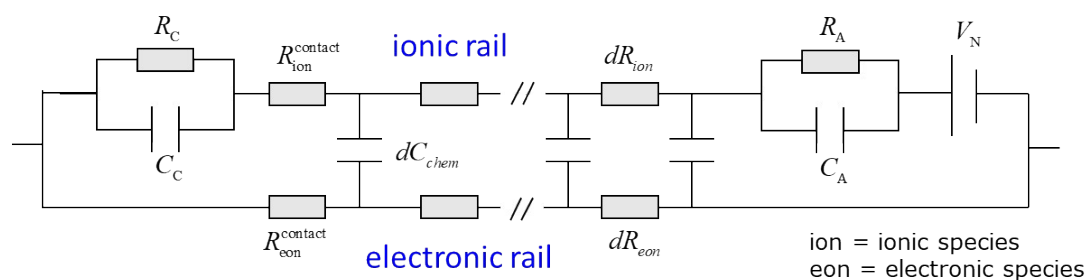 R_C
R_ion^contact
ionic rail
dR_ion
R_A
V_N
C_C
dC_chem
C_A
R_eon^contact
electronic rail
dR_eon
ion = ionic species
eon = electronic species